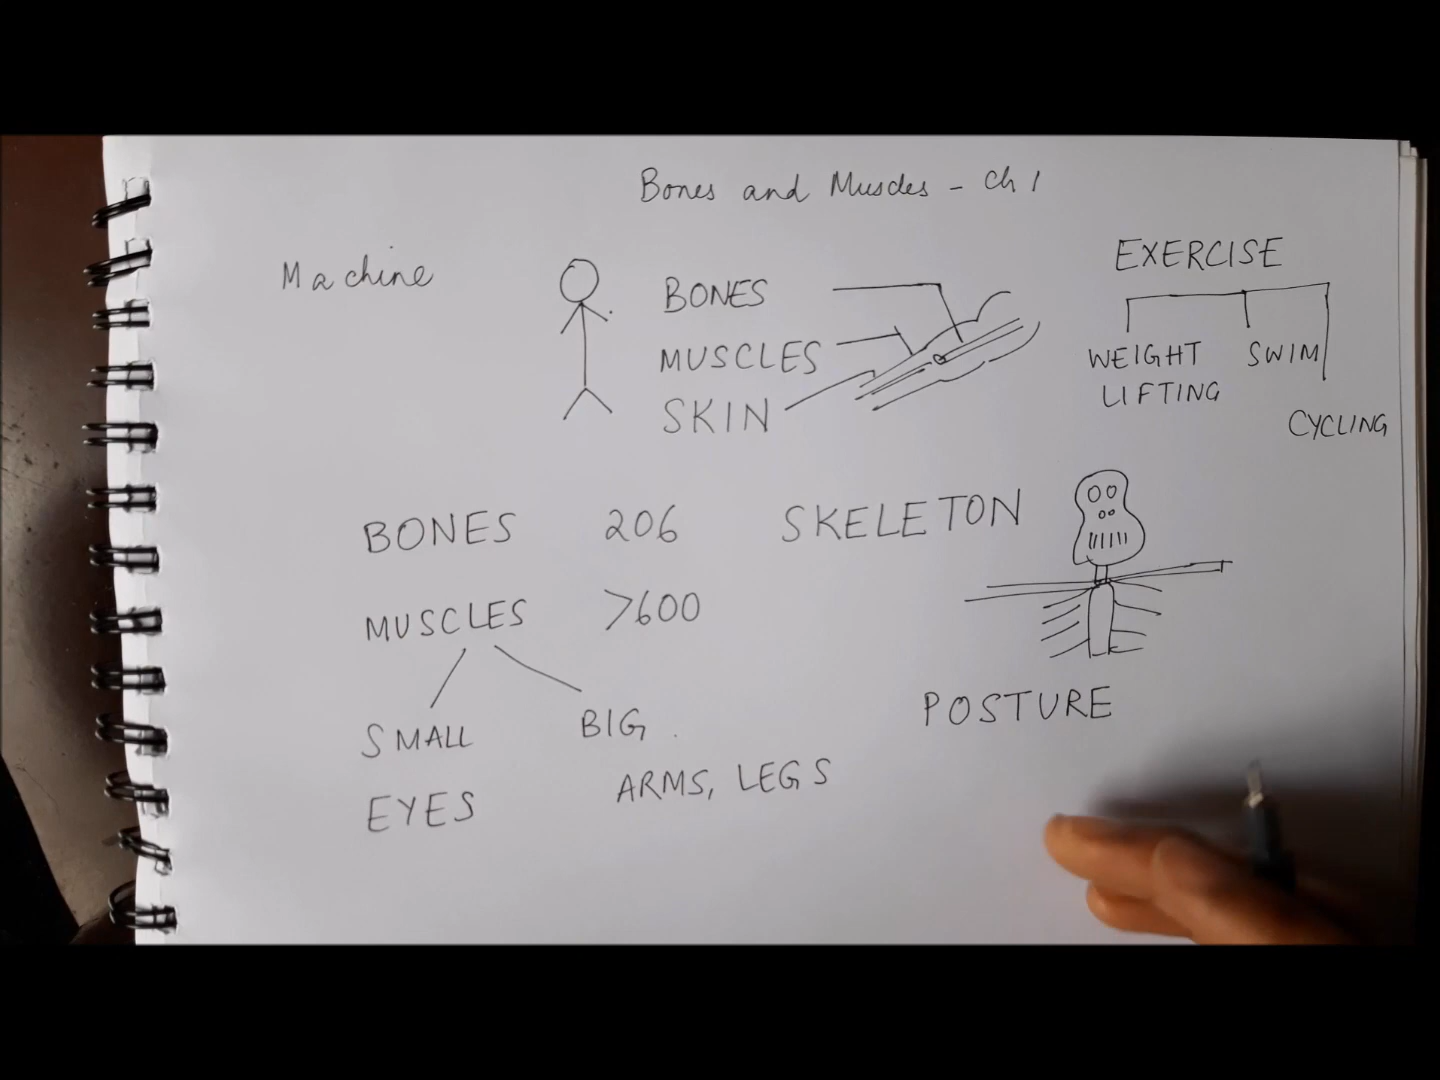 Bones and Muscles - Ch 1
Machine
BONES
MUSCLES
SKIN
EXERCISE
WEIGHT
LIFTING
SWIM
CYCLING
BONES 206
SKELETON
MUSCLES >600
SMALL
BIG
EYES
ARMS, LEGS
POSTURE